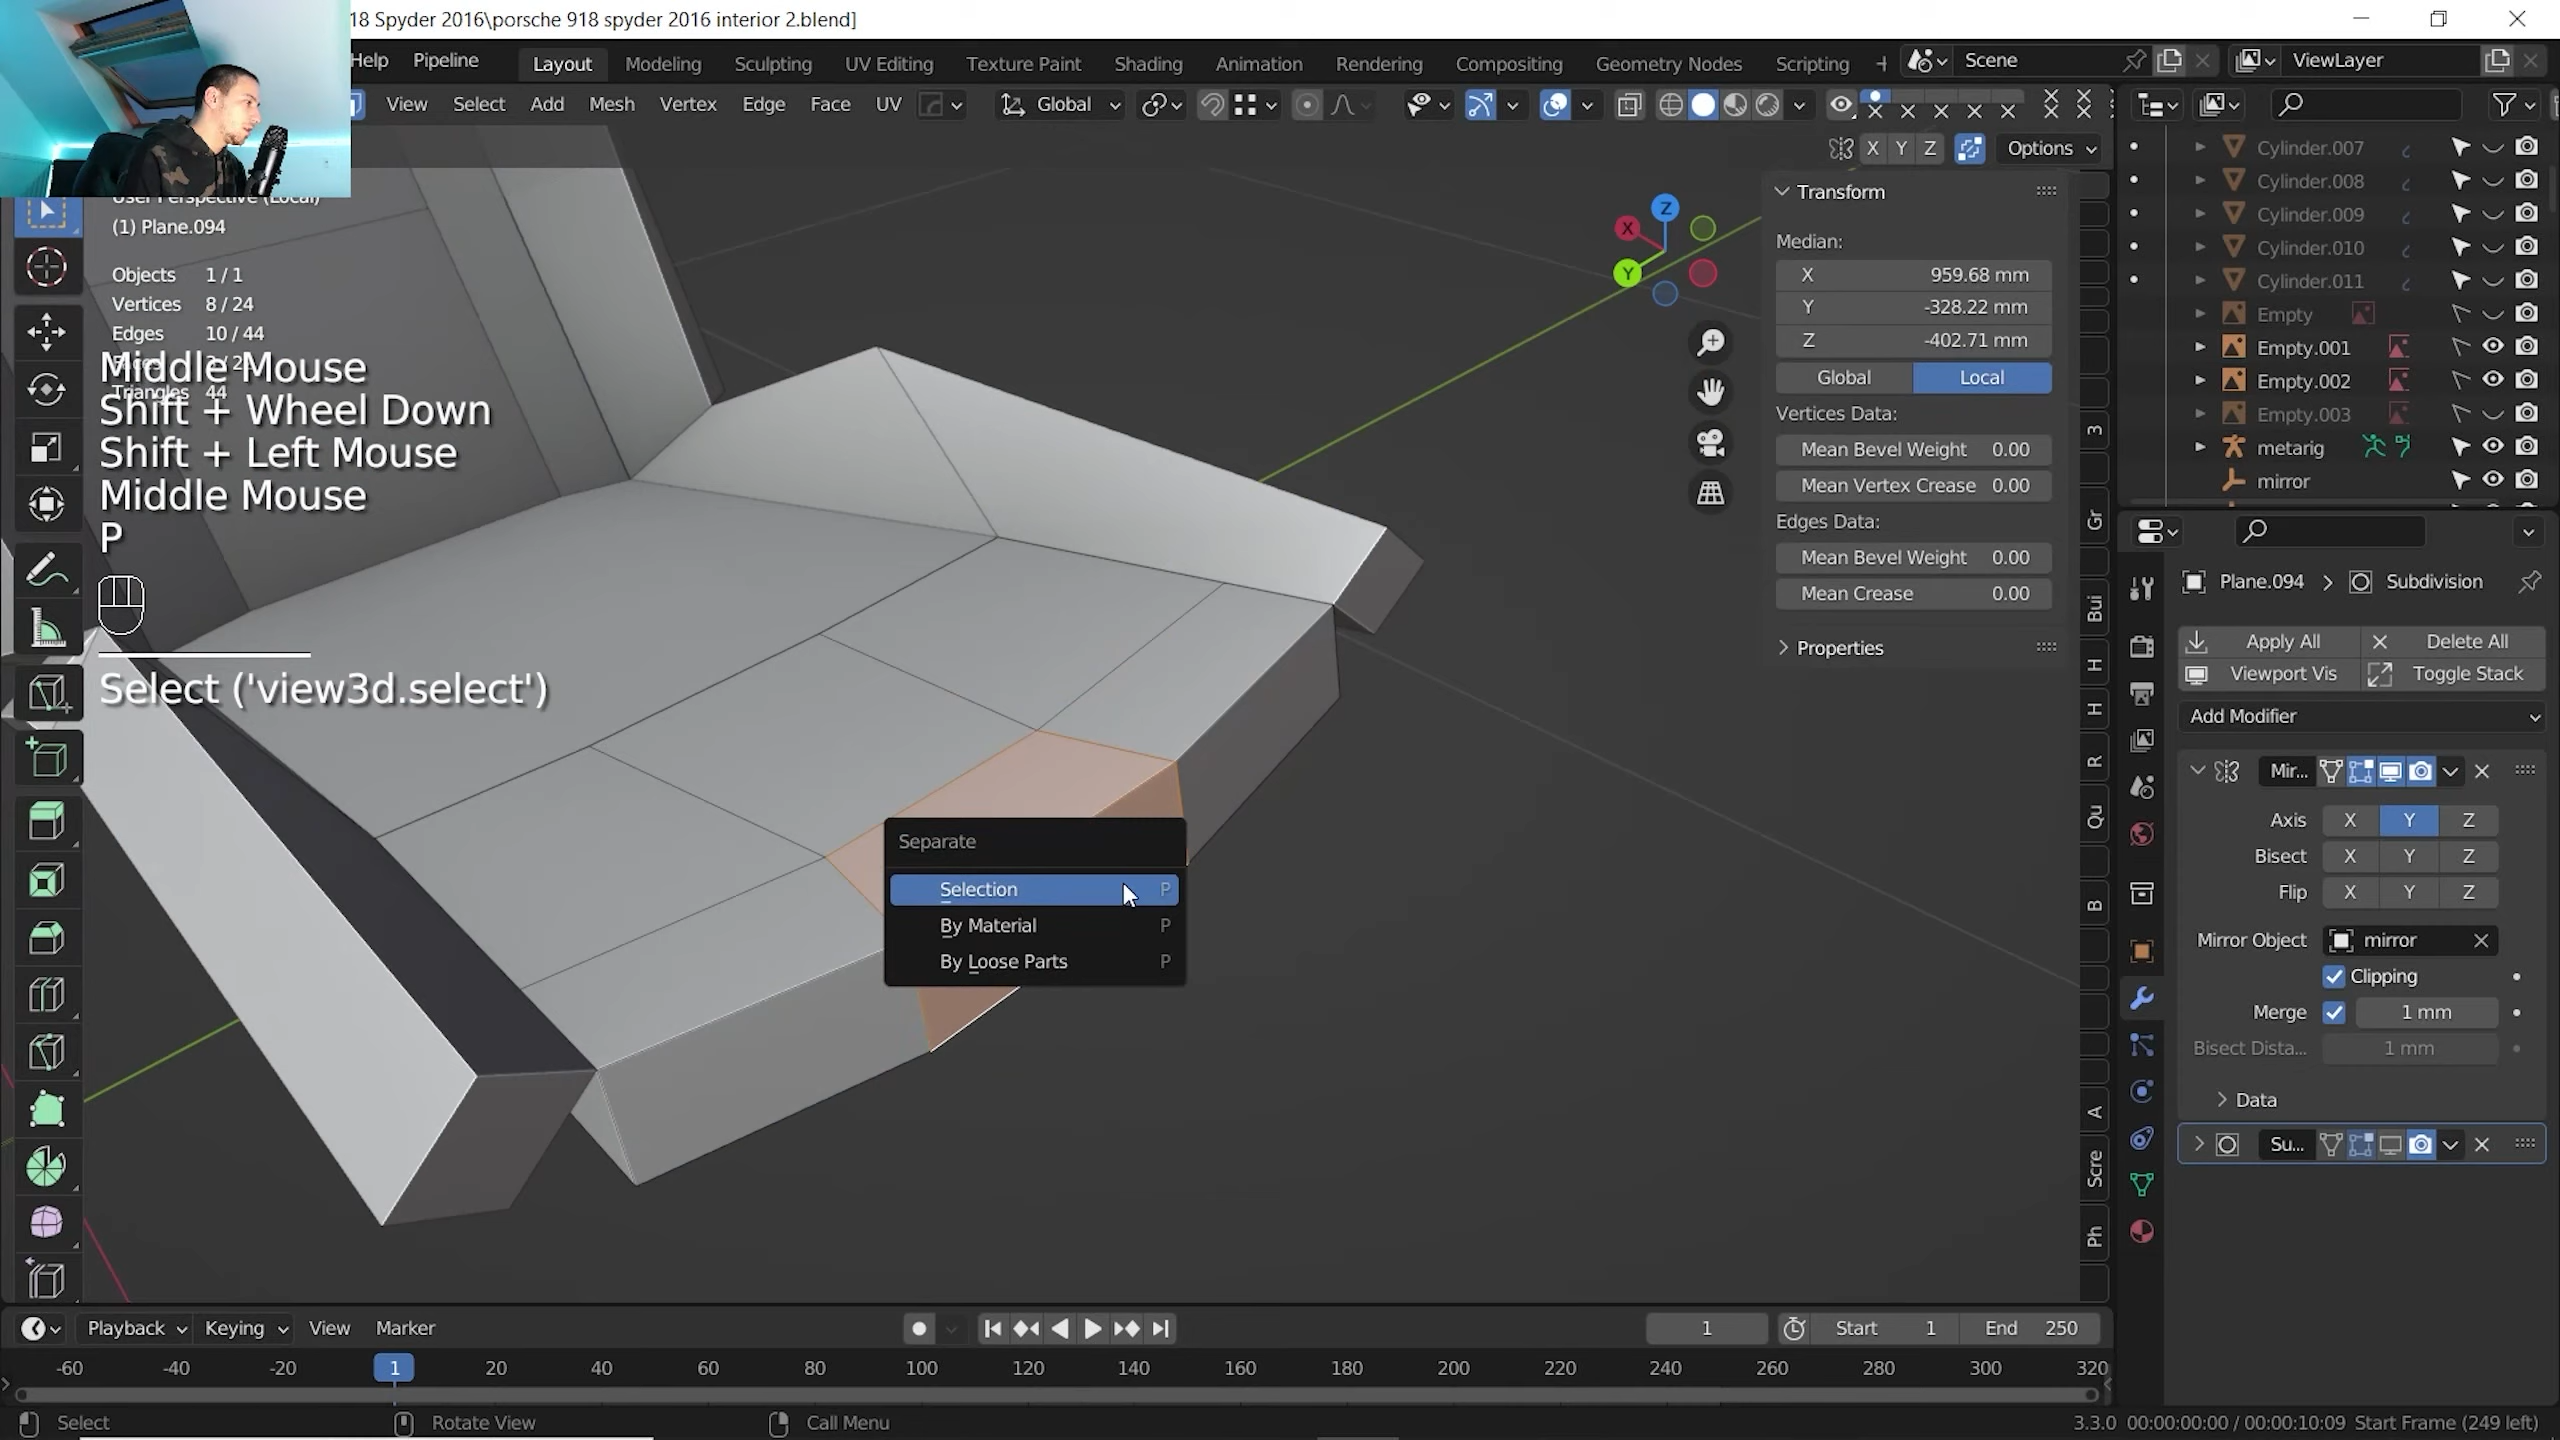 18 Spyder 2016\porsche 918 spyder 2016 interior 2.blend]
Help Pipeline Layout Modeling Sculpting UV Editing Texture Paint Shading Animation Rendering Compositing Geometry Nodes Scripting + Scene ViewLayer
View Select Add Mesh Vertex Edge Face UV Global
X Y Z Options
(1) Plane.094
Objects 1 / 1
Vertices 8 / 24
Edges 10 / 44
Triangles 44
Middle Mouse
Shift + Wheel Down
Shift + Left Mouse
Middle Mouse
P
Select ('view3d.select')
Z
X
Y
Separate
Selection P
By Material P
By Loose Parts P
Transform
Median:
X 959.68 mm
Y -328.22 mm
Z -402.71 mm
Global Local
Vertices Data:
Mean Bevel Weight 0.00
Mean Vertex Crease 0.00
Edges Data:
Mean Bevel Weight 0.00
Mean Crease 0.00
Properties
3
Gr
Bui
H
H
R
Qu
B
A
Scre
Ph
Cylinder.007
Cylinder.008
Cylinder.009
Cylinder.010
Cylinder.011
Empty
Empty.001
Empty.002
Empty.003
metarig
mirror
Plane.094 > Subdivision
Apply All Delete All
Viewport Vis Toggle Stack
Add Modifier
Mir...
Axis X Y Z
Bisect X Y Z
Flip X Y Z
Mirror Object mirror
Clipping
Merge 1 mm
Bisect Dista... 1 mm
Data
Su...
Playback Keying View Marker 1 Start 1 End 250
-60 -40 -20 1 20 40 60 80 100 120 140 160 180 200 220 240 260 280 300 320
Select Rotate View Call Menu 3.3.0 00:00:00:00 / 00:00:10:09 Start Frame (249 left)